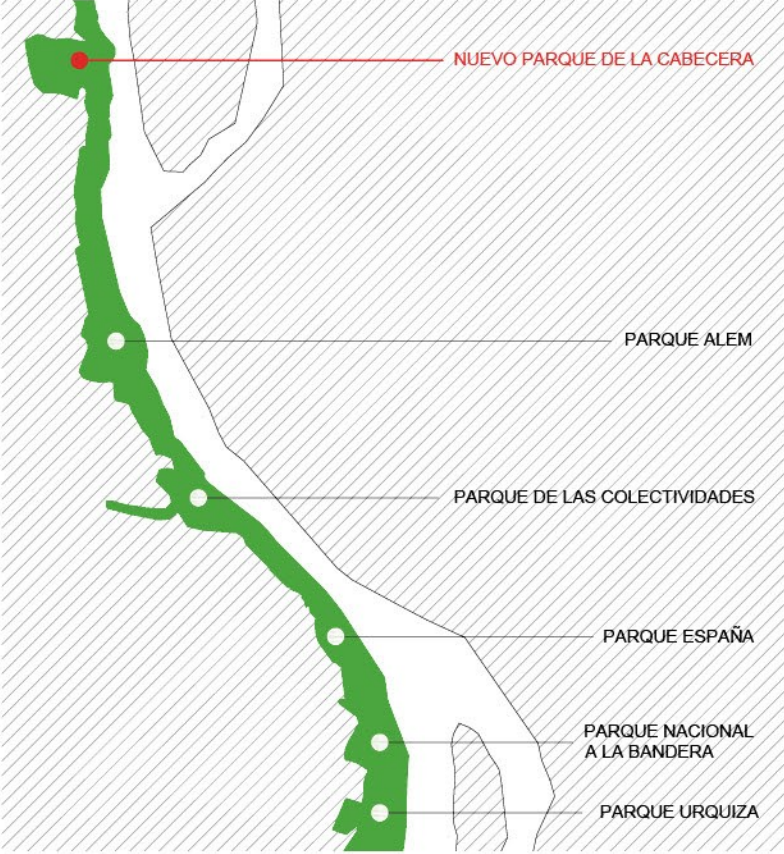 NUEVO PARQUE DE LA CABECERA
PARQUE ALEM
PARQUE DE LAS COLECTIVIDADES
PARQUE ESPAÑA
PARQUE NACIONAL
A LA BANDERA
PARQUE URQUIZA